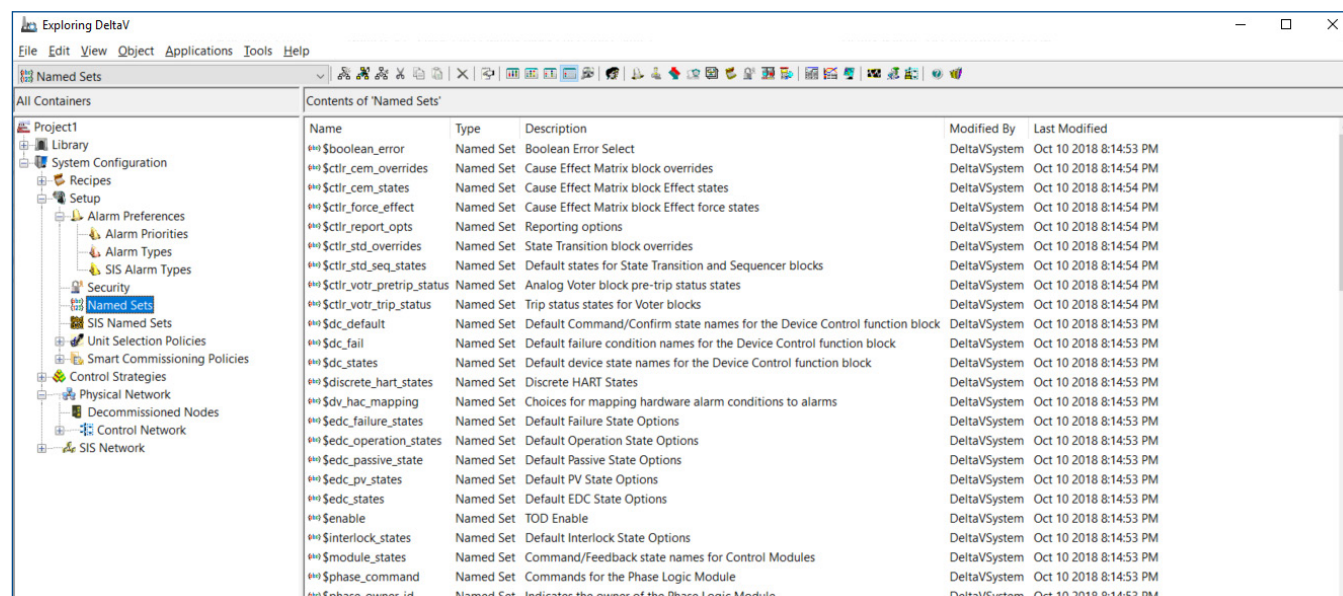 Exploring DeltaV
File Edit View Object Applications Tools Help
Named Sets
All Containers
Contents of 'Named Sets'
Project1
Library
System Configuration
Recipes
Setup
Alarm Preferences
Alarm Priorities
Alarm Types
SIS Alarm Types
Security
Named Sets
SIS Named Sets
Unit Selection Policies
Smart Commissioning Policies
Control Strategies
Physical Network
Decommissioned Nodes
Control Network
SIS Network
Name Type Description Modified By Last Modified
$boolean_error Named Set Boolean Error Select DeltaVSystem Oct 10 2018 8:14:53 PM
$ctlr_cem_overrides Named Set Cause Effect Matrix block overrides DeltaVSystem Oct 10 2018 8:14:54 PM
$ctlr_cem_states Named Set Cause Effect Matrix block Effect states DeltaVSystem Oct 10 2018 8:14:54 PM
$ctlr_force_effect Named Set Cause Effect Matrix block Effect force states DeltaVSystem Oct 10 2018 8:14:54 PM
$ctlr_report_opts Named Set Reporting options DeltaVSystem Oct 10 2018 8:14:54 PM
$ctlr_std_overrides Named Set State Transition block overrides DeltaVSystem Oct 10 2018 8:14:54 PM
$ctlr_std_seq_states Named Set Default states for State Transition and Sequencer blocks DeltaVSystem Oct 10 2018 8:14:54 PM
$ctlr_votr_pretrip_status Named Set Analog Voter block pre-trip status states DeltaVSystem Oct 10 2018 8:14:54 PM
$ctlr_votr_trip_status Named Set Trip status states for Voter blocks DeltaVSystem Oct 10 2018 8:14:54 PM
$dc_default Named Set Default Command/Confirm state names for the Device Control function block DeltaVSystem Oct 10 2018 8:14:53 PM
$dc_fail Named Set Default failure condition names for the Device Control function block DeltaVSystem Oct 10 2018 8:14:53 PM
$dc_states Named Set Default device state names for the Device Control function block DeltaVSystem Oct 10 2018 8:14:53 PM
$discrete_hart_states Named Set Discrete HART States DeltaVSystem Oct 10 2018 8:14:53 PM
$dv_hac_mapping Named Set Choices for mapping hardware alarm conditions to alarms DeltaVSystem Oct 10 2018 8:14:53 PM
$edc_failure_states Named Set Default Failure State Options DeltaVSystem Oct 10 2018 8:14:53 PM
$edc_operation_states Named Set Default Operation State Options DeltaVSystem Oct 10 2018 8:14:53 PM
$edc_passive_state Named Set Default Passive State Options DeltaVSystem Oct 10 2018 8:14:53 PM
$edc_pv_states Named Set Default PV State Options DeltaVSystem Oct 10 2018 8:14:53 PM
$edc_states Named Set Default EDC State Options DeltaVSystem Oct 10 2018 8:14:53 PM
$enable Named Set TOD Enable DeltaVSystem Oct 10 2018 8:14:53 PM
$interlock_states Named Set Default Interlock State Options DeltaVSystem Oct 10 2018 8:14:53 PM
$module_states Named Set Command/Feedback state names for Control Modules DeltaVSystem Oct 10 2018 8:14:53 PM
$phase_command Named Set Commands for the Phase Logic Module DeltaVSystem Oct 10 2018 8:14:53 PM
$phase_owner_id Named Set Indicates the owner of the Phase Logic Module DeltaVSystem Oct 10 2018 8:14:53 PM